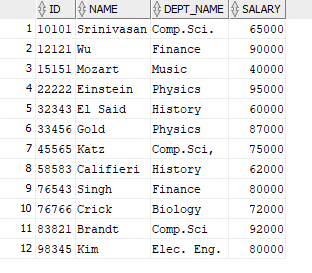 ID NAME DEPT_NAME SALARY
1 10101 Srinivasan Comp.Sci. 65000
2 12121 Wu Finance 90000
3 15151 Mozart Music 40000
4 22222 Einstein Physics 95000
5 32343 El Said History 60000
6 33456 Gold Physics 87000
7 45565 Katz Comp.Sci, 75000
8 58583 Califieri History 62000
9 76543 Singh Finance 80000
10 76766 Crick Biology 72000
11 83821 Brandt Comp.Sci 92000
12 98345 Kim Elec. Eng. 80000